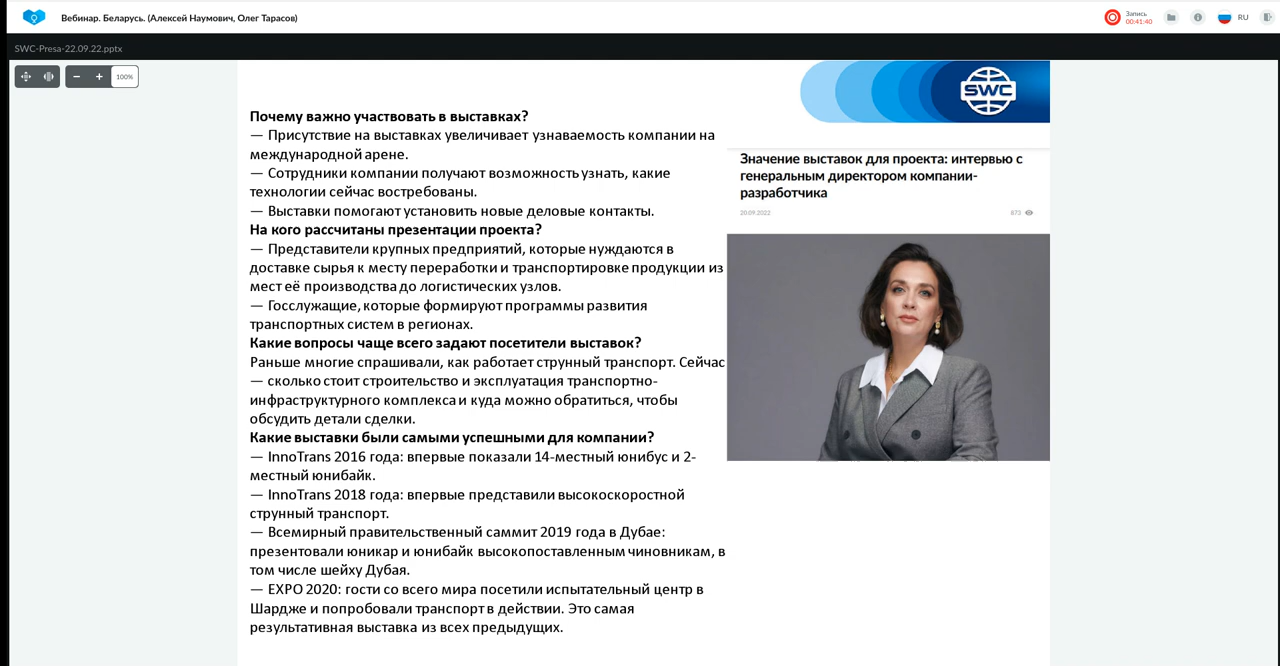 Вебинар. Беларусь. (Алексей Наумович, Олег Тарасов)
Запись
00:41:40
RU
SWC-Presa-22.09.22.pptx
100%
SWC
Почему важно участвовать в выставках?
— Присутствие на выставках увеличивает узнаваемость компании на
международной арене.
— Сотрудники компании получают возможность узнать, какие
технологии сейчас востребованы.
— Выставки помогают установить новые деловые контакты.
На кого рассчитаны презентации проекта?
— Представители крупных предприятий, которые нуждаются в
доставке сырья к месту переработки и транспортировке продукции из
мест её производства до логистических узлов.
— Госслужащие, которые формируют программы развития
транспортных систем в регионах.
Какие вопросы чаще всего задают посетители выставок?
Раньше многие спрашивали, как работает струнный транспорт. Сейчас
— сколько стоит строительство и эксплуатация транспортно-
инфраструктурного комплекса и куда можно обратиться, чтобы
обсудить детали сделки.
Какие выставки были самыми успешными для компании?
— InnoTrans 2016 года: впервые показали 14-местный юнибус и 2-
местный юнибайк.
— InnoTrans 2018 года: впервые представили высокоскоростной
струнный транспорт.
— Всемирный правительственный саммит 2019 года в Дубае:
презентовали юникар и юнибайк высокопоставленным чиновникам, в
том числе шейху Дубая.
— EXPO 2020: гости со всего мира посетили испытательный центр в
Шардже и попробовали транспорт в действии. Это самая
результативная выставка из всех предыдущих.
Значение выставок для проекта: интервью с
генеральным директором компании-
разработчика
20.09.2022
873